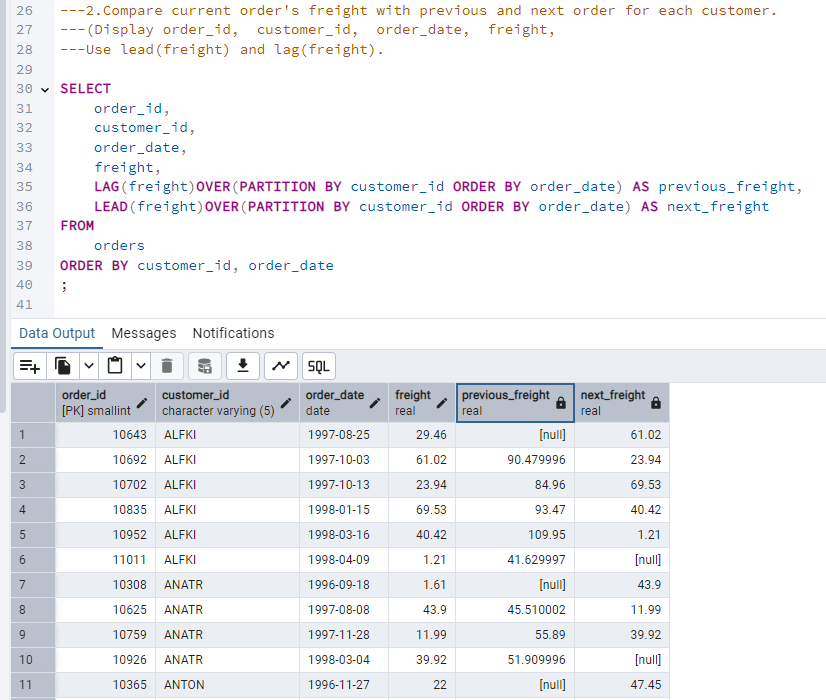 26 ---2.Compare current order's freight with previous and next order for each customer.
27 ---(Display order_id,  customer_id,  order_date,  freight,
28 ---Use lead(freight) and lag(freight).
29
30 SELECT
31 order_id,
32 customer_id,
33 order_date,
34 freight,
35 LAG(freight)OVER(PARTITION BY customer_id ORDER BY order_date) AS previous_freight,
36 LEAD(freight)OVER(PARTITION BY customer_id ORDER BY order_date) AS next_freight
37 FROM
38 orders
39 ORDER BY customer_id, order_date
40 ;
41
Data Output Messages Notifications
SQL
order_id customer_id order_date freight previous_freight next_freight
[PK] smallint character varying (5) date real real real
1 10643 ALFKI 1997-08-25 29.46 [null] 61.02
2 10692 ALFKI 1997-10-03 61.02 90.479996 23.94
3 10702 ALFKI 1997-10-13 23.94 84.96 69.53
4 10835 ALFKI 1998-01-15 69.53 93.47 40.42
5 10952 ALFKI 1998-03-16 40.42 109.95 1.21
6 11011 ALFKI 1998-04-09 1.21 41.629997 [null]
7 10308 ANATR 1996-09-18 1.61 [null] 43.9
8 10625 ANATR 1997-08-08 43.9 45.510002 11.99
9 10759 ANATR 1997-11-28 11.99 55.89 39.92
10 10926 ANATR 1998-03-04 39.92 51.909996 [null]
11 10365 ANTON 1996-11-27 22 [null] 47.45